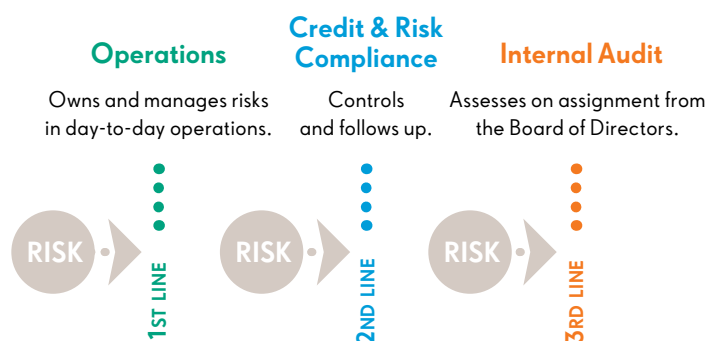 Operations
Owns and manages risks
in day-to-day operations.
Credit & Risk
Compliance
Controls
and follows up.
Internal Audit
Assesses on assignment from
the Board of Directors.
RISK
1ST LINE
RISK
2ND LINE
RISK
3RD LINE